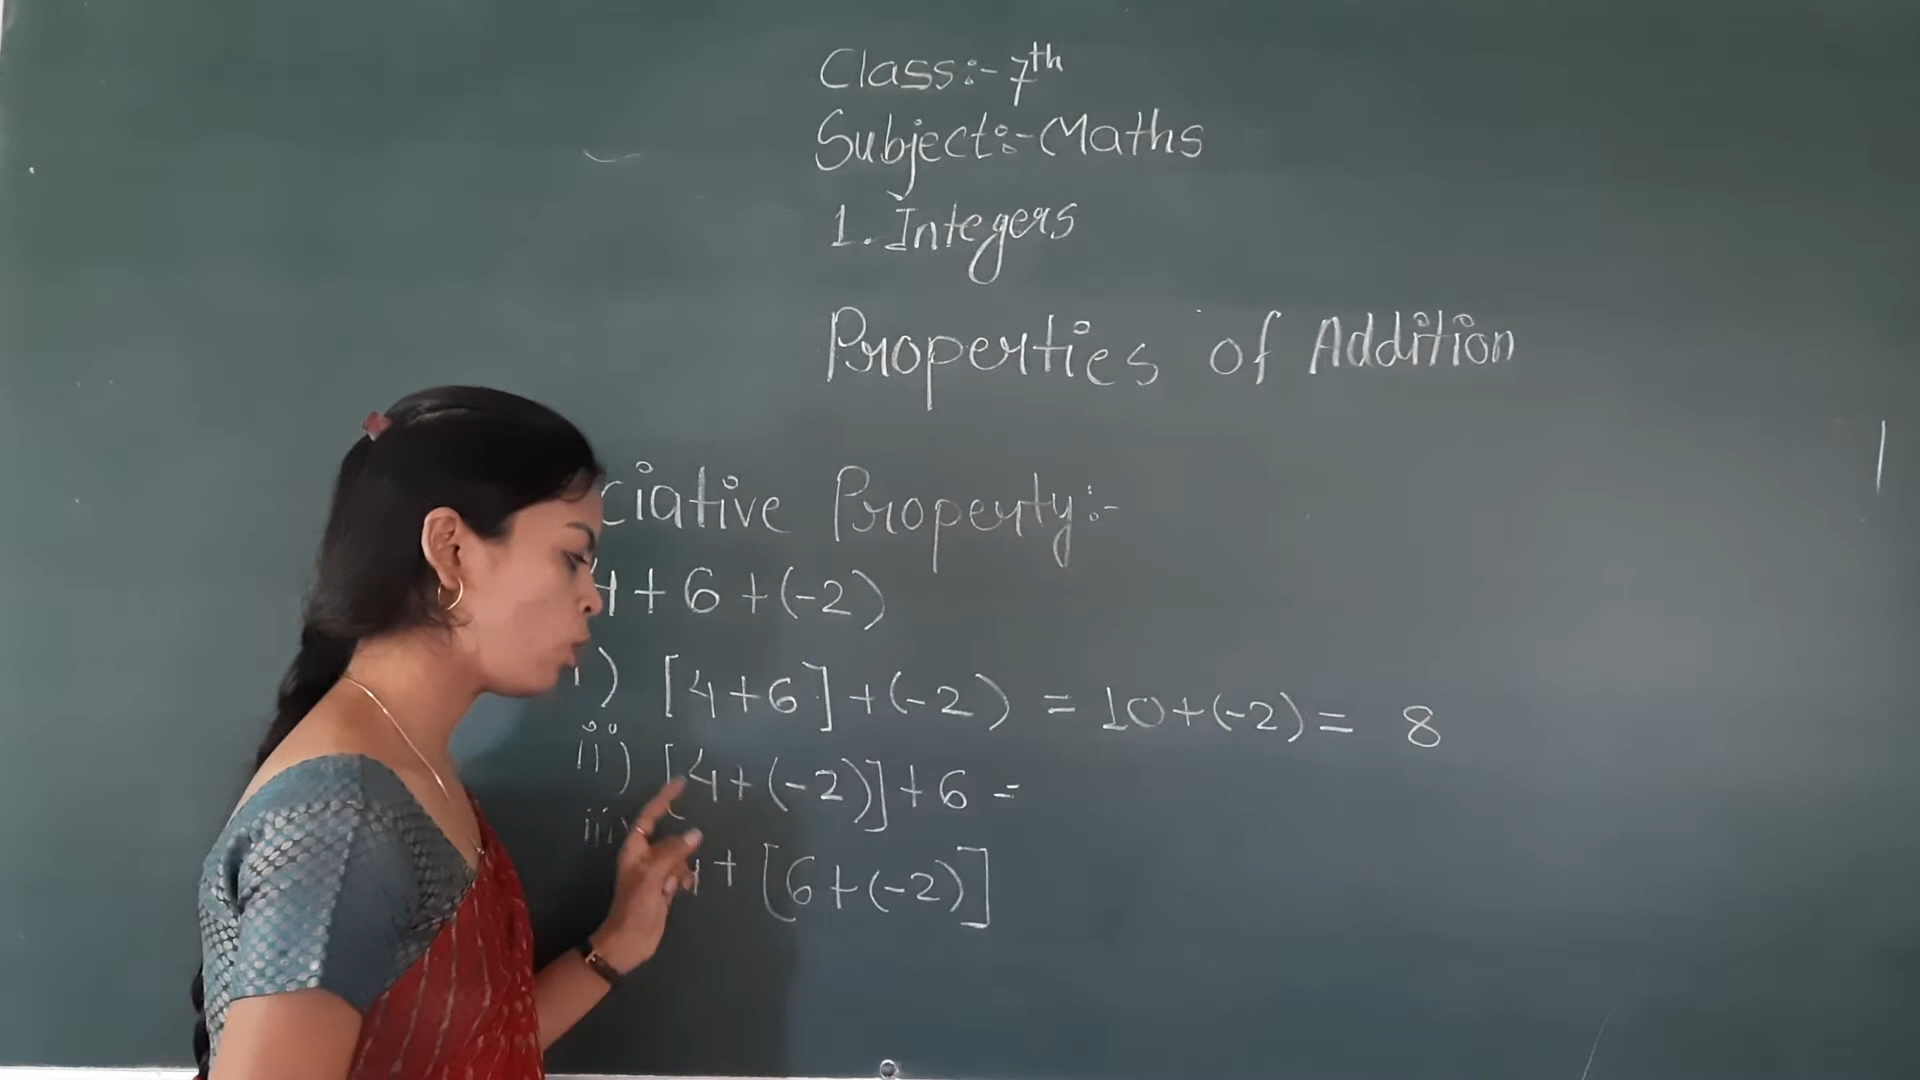 Class:- 7th
Subject:- Maths
1. Integers
Properties of Addition
ciative Property:-
4 + 6 + (-2)
i) [4+6] + (-2) = 10 + (-2) = 8
ii) [4 + (-2)] + 6 =
iii) 4 + [6 + (-2)]